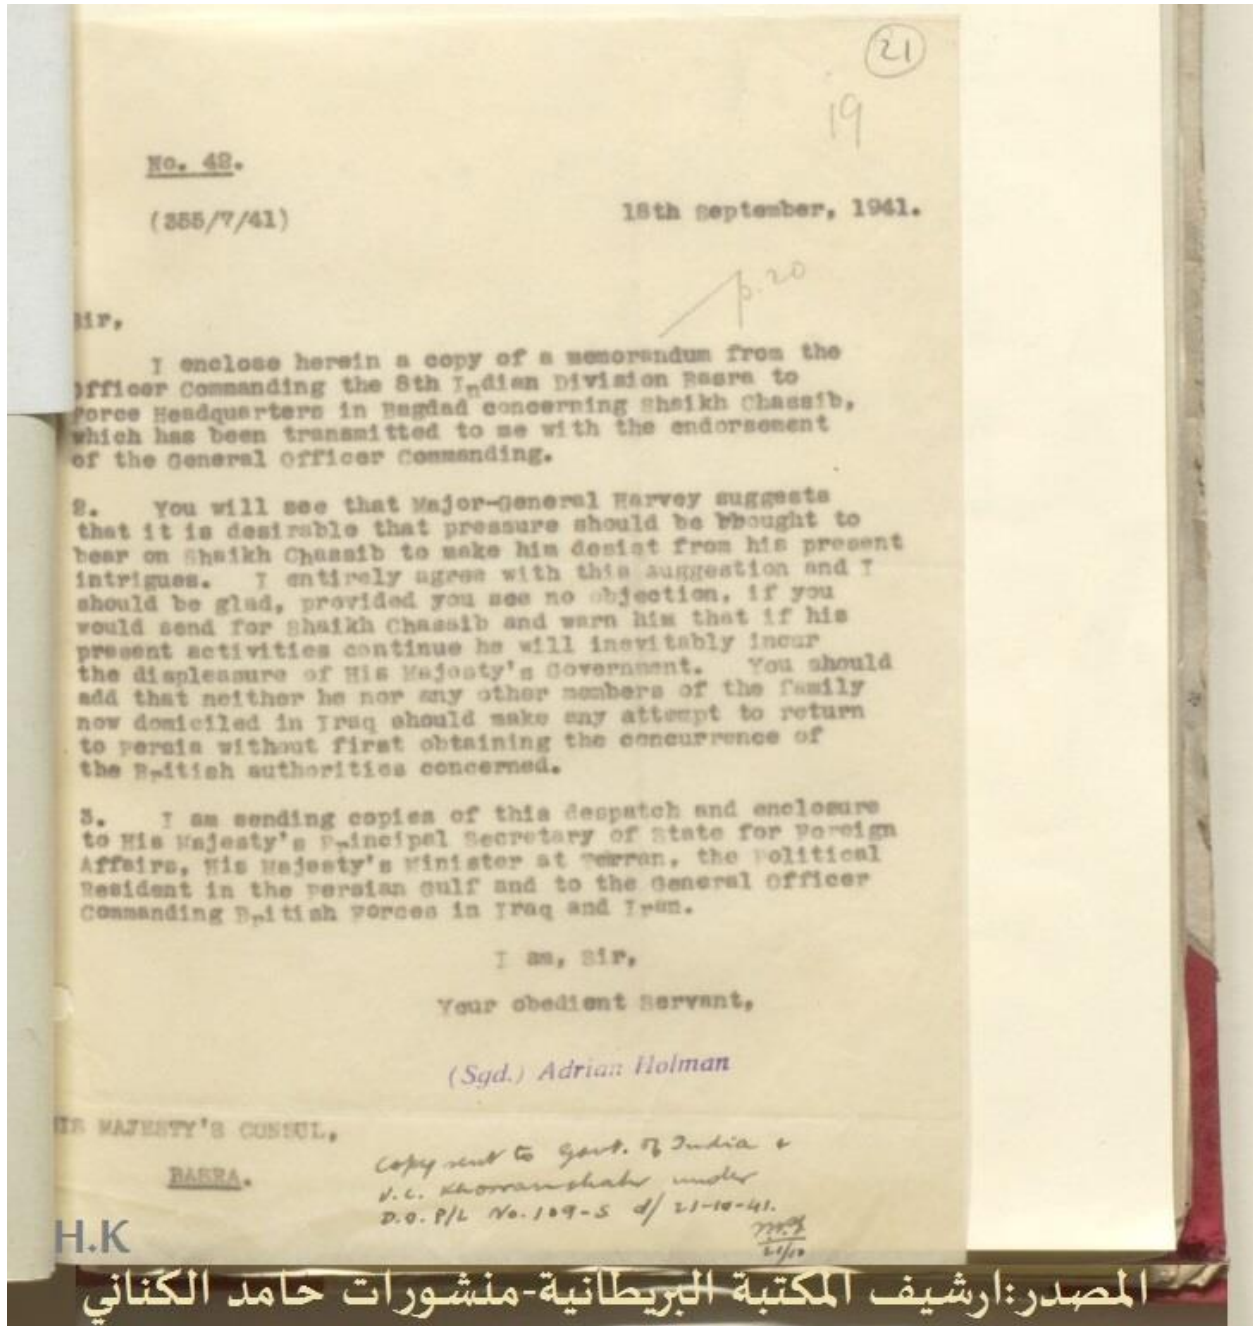 21
19
No. 42.
(355/7/41)
18th September, 1941.
p.20
Sir,
I enclose herein a copy of a memorandum from the
Officer Commanding the 8th Indian Division Basra to
Force Headquarters in Bagdad concerning Shaikh Chassib,
which has been transmitted to me with the endorsement
of the General Officer Commanding.
2. You will see that Major-General Harvey suggests
that it is desirable that pressure should be bbought to
bear on Shaikh Chassib to make him desist from his present
intrigues. I entirely agree with this suggestion and I
should be glad, provided you see no objection, if you
would send for Shaikh Chassib and warn him that if his
present activities continue he will inevitably incur
the displeasure of His Majesty's Government. You should
add that neither he nor any other members of the family
now domiciled in Iraq should make any attempt to return
to Persia without first obtaining the concurrence of
the British authorities concerned.
3. I am sending copies of this despatch and enclosure
to His Majesty's Principal Secretary of State for Foreign
Affairs, His Majesty's Minister at Tehran, the Political
Resident in the Persian Gulf and to the General Officer
Commanding British Forces in Iraq and Iran.
I am, Sir,
Your obedient Servant,
(Sgd.) Adrian Holman
HIS MAJESTY'S CONSUL,
BASRA.
Copy sent to Govt. of India &
V.C. Khorramshahr under
D.O. P/L No. 109-S d/ 21-10-41.
21/10
H.K
المصدر:ارشيف المكتبة البريطانية-منشورات حامد الكناني